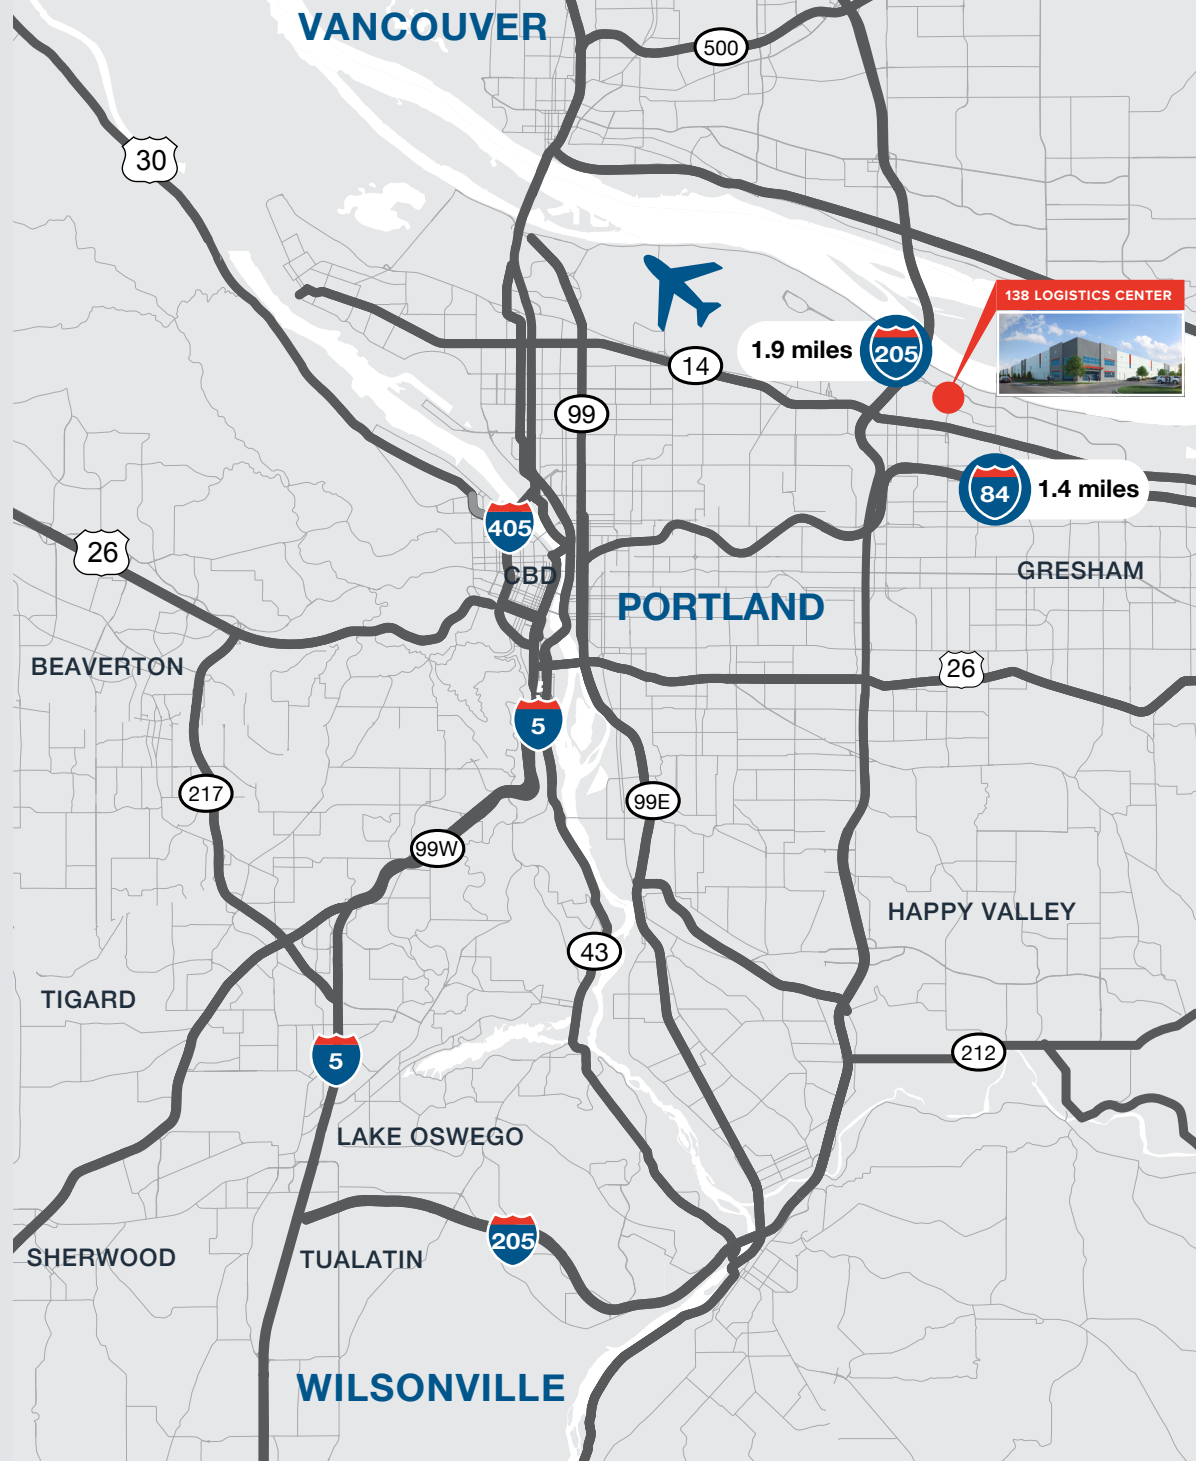 VANCOUVER
500
30
138 LOGISTICS CENTER
1.9 miles
205
14
99
84
1.4 miles
405
26
CBD
GRESHAM
PORTLAND
BEAVERTON
26
5
217
99E
99W
HAPPY VALLEY
43
TIGARD
5
212
LAKE OSWEGO
205
SHERWOOD
TUALATIN
WILSONVILLE